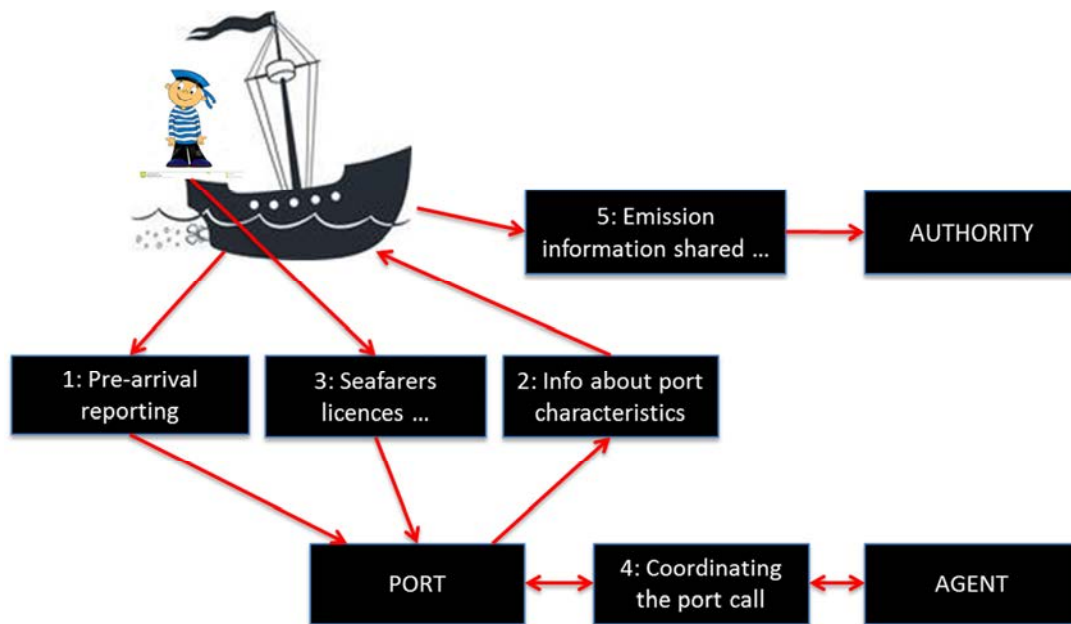 5: Emission
information shared ...
AUTHORITY
1: Pre-arrival
reporting
3: Seafarers
licences ...
2: Info about port
characteristics
PORT
4: Coordinating
the port call
AGENT